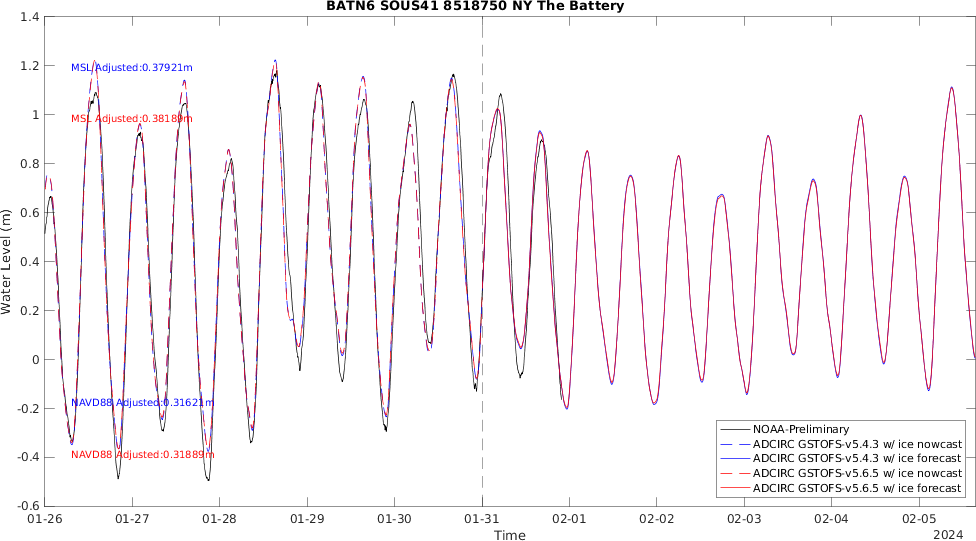 BATN6 SOUS41 8518750 NY The Battery
1.4
1.2
1
0.8
0.6
0.4
0.2
0
-0.2
-0.4
-0.6
Water Level (m)
MSL Adjusted:0.37921m
MSL Adjusted:0.38189m
NAVD88 Adjusted:0.31621m
NAVD88 Adjusted:0.31889m
NOAA-Preliminary
ADCIRC GSTOFS-v5.4.3 w/ ice nowcast
ADCIRC GSTOFS-v5.4.3 w/ ice forecast
ADCIRC GSTOFS-v5.6.5 w/ ice nowcast
ADCIRC GSTOFS-v5.6.5 w/ ice forecast
01-26 01-27 01-28 01-29 01-30 01-31 02-01 02-02 02-03 02-04 02-05
Time
2024